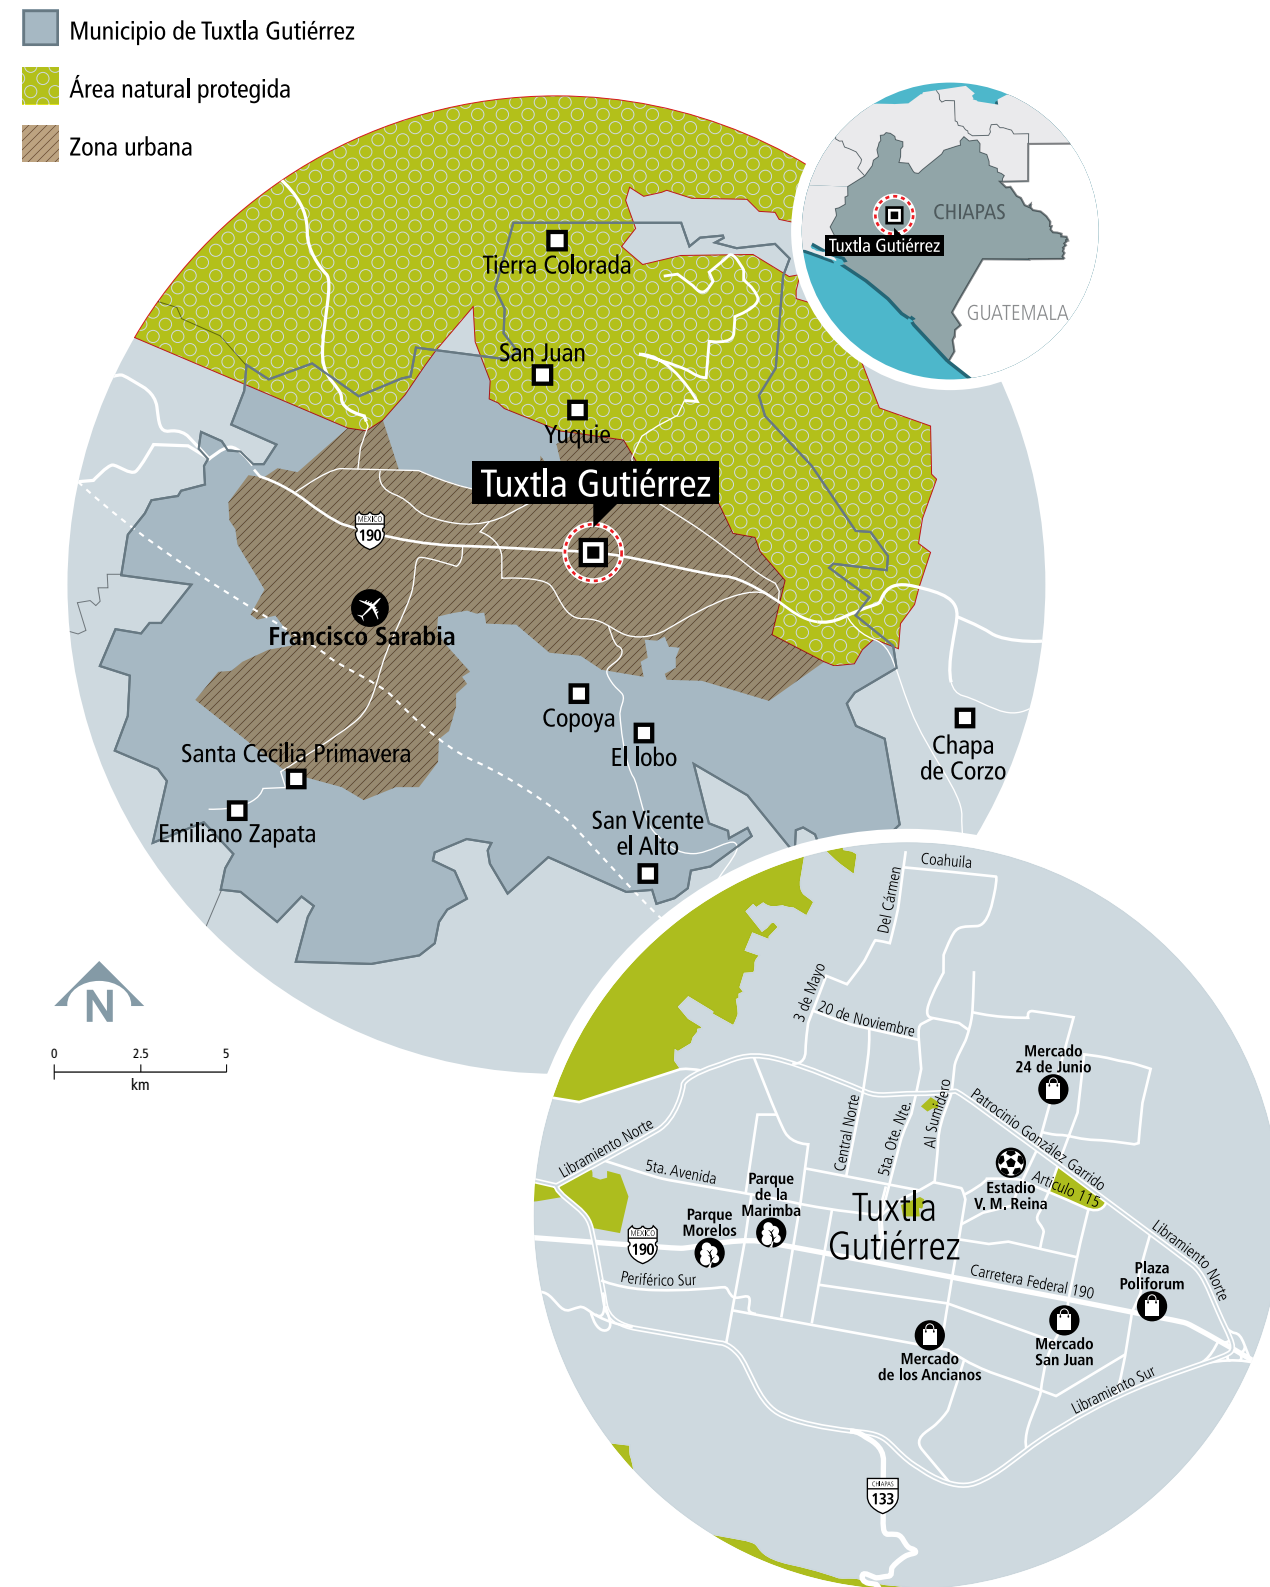 Municipio de Tuxtla Gutiérrez
Área natural protegida
Zona urbana
CHIAPAS
Tuxtla Gutiérrez
GUATEMALA
Tierra Colorada
San Juan
Yuquie
Tuxtla Gutiérrez
MEXICO
190
Francisco Sarabia
Copoya
El lobo
Santa Cecilia Primavera
Emiliano Zapata
San Vicente
el Alto
Chapa
de Corzo
N
0 2.5 5
km
Coahuila
Del Cármen
3 de Mayo
20 de Noviembre
Mercado
24 de Junio
Central Norte
5ta. Ote. Nte.
Al Sumidero
Patrocinio González Garrido
Libramiento Norte
5ta. Avenida
Estadio
V. M. Reina
Artículo 115
Parque
de la
Marimba
Parque
Morelos
Tuxtla
Gutiérrez
MEXICO
190
Periférico Sur
Carretera Federal 190
Libramiento Norte
Plaza
Poliforum
Mercado
San Juan
Mercado
de los Ancianos
Libramiento Sur
CHIAPAS
133